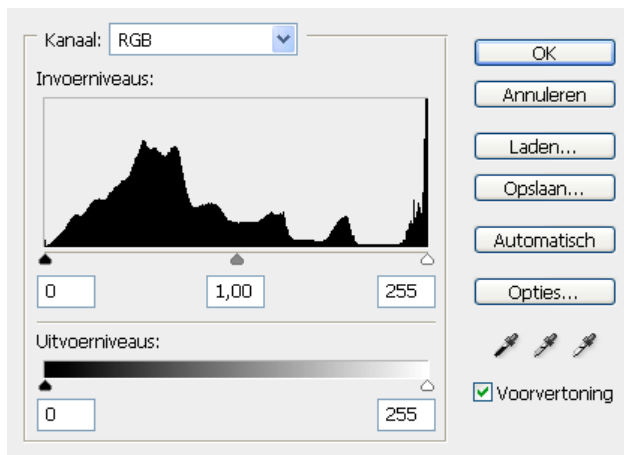 Kanaal: RGB
Invoerniveaus:
0 1,00 255
Uitvoerniveaus:
0 255
OK
Annuleren
Laden...
Opslaan...
Automatisch
Opties...
Voorvertoning